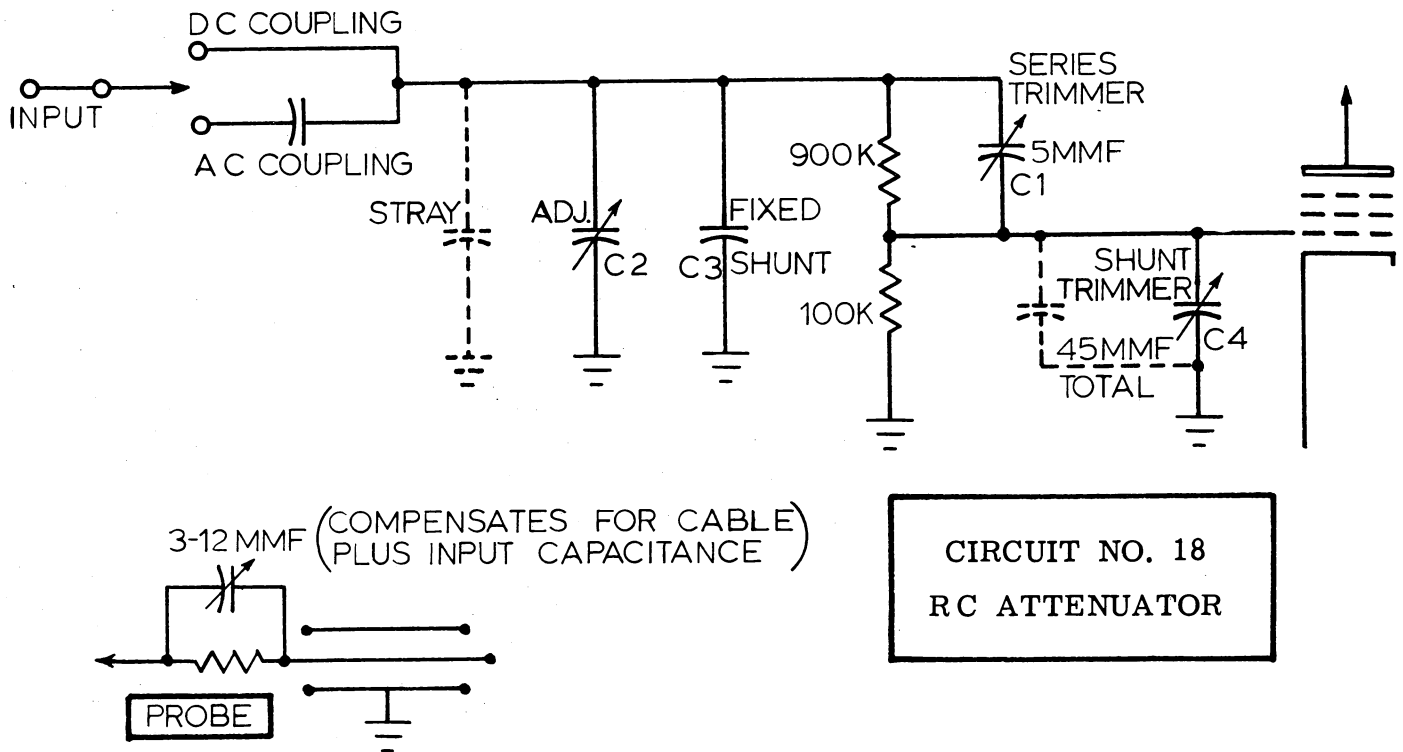 DC COUPLING
INPUT
AC COUPLING
STRAY
ADJ.
C2
FIXED
C3 SHUNT
900K
100K
SERIES
TRIMMER
5MMF
C1
SHUNT
TRIMMER
C4
45MMF
TOTAL
3-12 MMF
(COMPENSATES FOR CABLE
PLUS INPUT CAPACITANCE)
PROBE
CIRCUIT NO. 18
RC ATTENUATOR